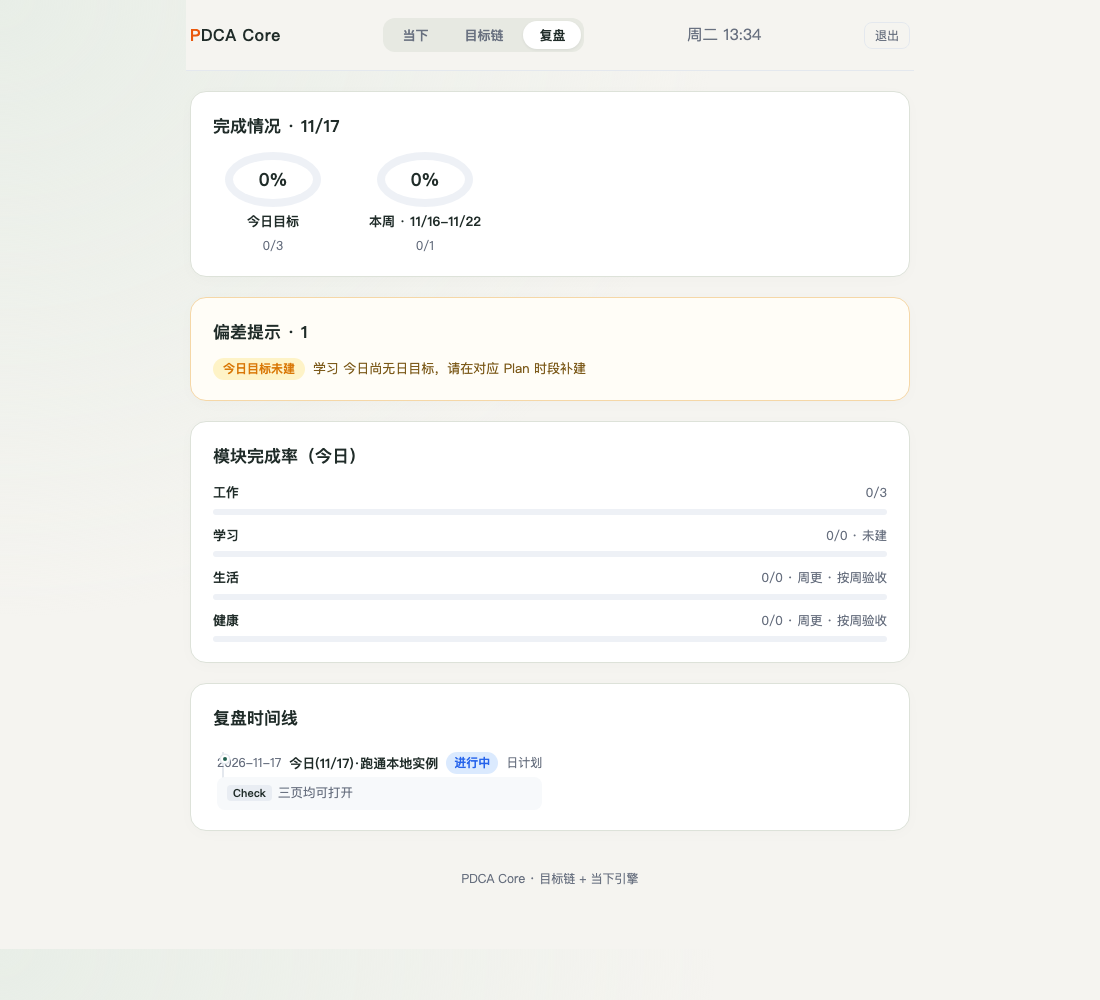 PDCA Core
当下 目标链 复盘
周二 13:34
退出
完成情况 · 11/17
0% 0%
今日目标 本周 · 11/16–11/22
0/3 0/1
偏差提示 · 1
今日目标未建 学习 今日尚无日目标，请在对应 Plan 时段补建
模块完成率（今日）
工作 0/3
学习 0/0 · 未建
生活 0/0 · 周更 · 按周验收
健康 0/0 · 周更 · 按周验收
复盘时间线
2026-11-17 今日(11/17)·跑通本地实例 进行中 日计划
Check 三页均可打开
PDCA Core · 目标链 + 当下引擎